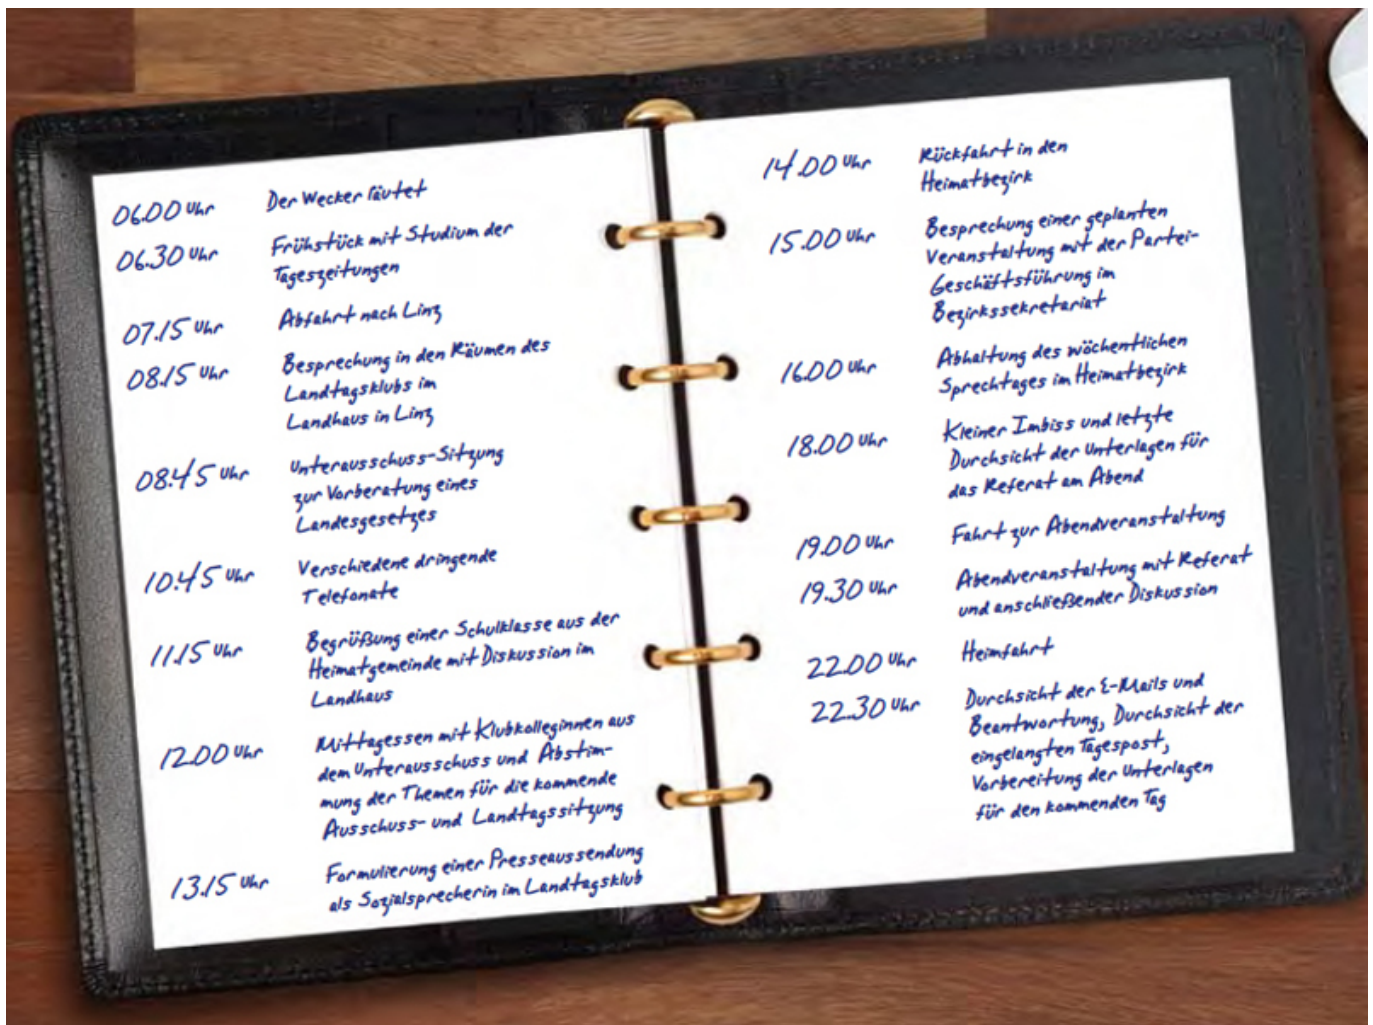 06.00 Uhr Der Wecker läutet
06.30 Uhr Frühstück mit Studium der
Tageszeitungen
07.15 Uhr Abfahrt nach Linz
08.15 Uhr Besprechung in den Räumen des
Landtagsklubs im
Landhaus in Linz
08.45 Uhr Unterausschuss-Sitzung
zur Vorberatung eines
Landesgesetzes
10.45 Uhr Verschiedene dringende
Telefonate
11.15 Uhr Begrüßung einer Schulklasse aus der
Heimatgemeinde mit Diskussion im
Landhaus
12.00 Uhr Mittagessen mit Klubkolleginnen aus
dem Unterausschuss und Abstim-
mung der Themen für die kommende
Ausschuss- und Landtagssitzung
13.15 Uhr Formulierung einer Presseaussendung
als Sozialsprecherin im Landtagsklub
14.00 Uhr Rückfahrt in den
Heimatbezirk
15.00 Uhr Besprechung einer geplanten
Veranstaltung mit der Partei-
Geschäftsführung im
Bezirkssekretariat
16.00 Uhr Abhaltung des wöchentlichen
Sprechtages im Heimatbezirk
18.00 Uhr Kleiner Imbiss und letzte
Durchsicht der Unterlagen für
das Referat am Abend
19.00 Uhr Fahrt zur Abendveranstaltung
19.30 Uhr Abendveranstaltung mit Referat
und anschließender Diskussion
22.00 Uhr Heimfahrt
22.30 Uhr Durchsicht der E-Mails und
Beantwortung, Durchsicht der
eingelangten Tagespost,
Vorbereitung der Unterlagen
für den kommenden Tag